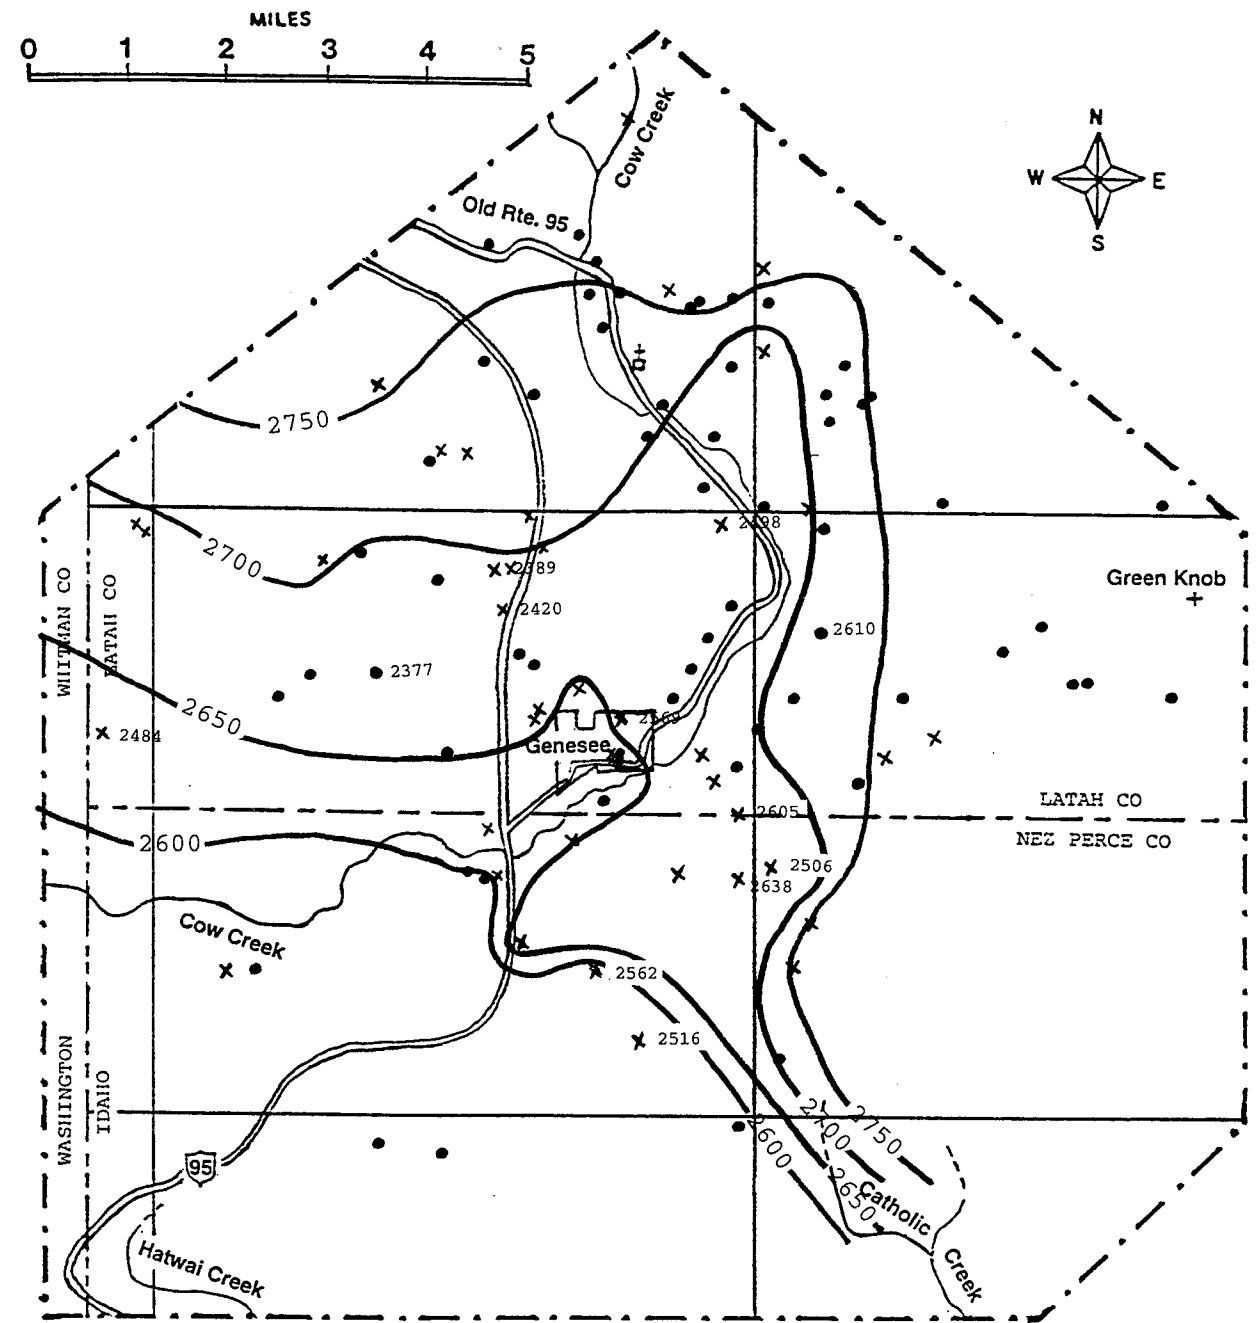 MILES
0 1 2 3 4 5
N
W E
S
Cow Creek
Old Rte. 95
2750
2700
2498
2389
2420
WHITMAN CO
LATAH CO
Green Knob
2610
2377
2650
2484
2569
Genesee
2605
LATAH CO
NEZ PERCE CO
2600
2506
2638
Cow Creek
2562
2516
WASHINGTON
IDAHO
2700
2750
2600
2650
95
Catholic
Creek
Hatwai Creek